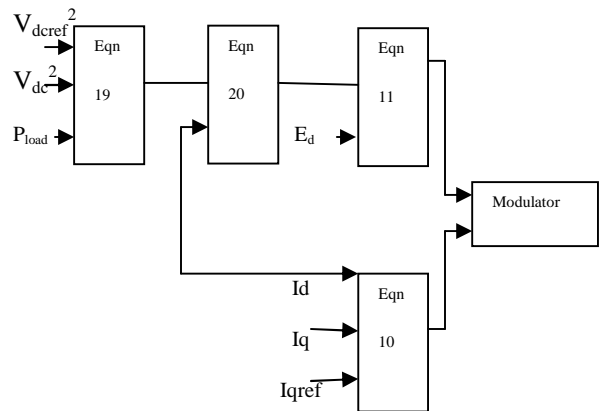 V_dcref^2
V_dc^2
P_load
Eqn
19
Eqn
20
E_d
Eqn
11
Modulator
Id
Iq
Iqref
Eqn
10